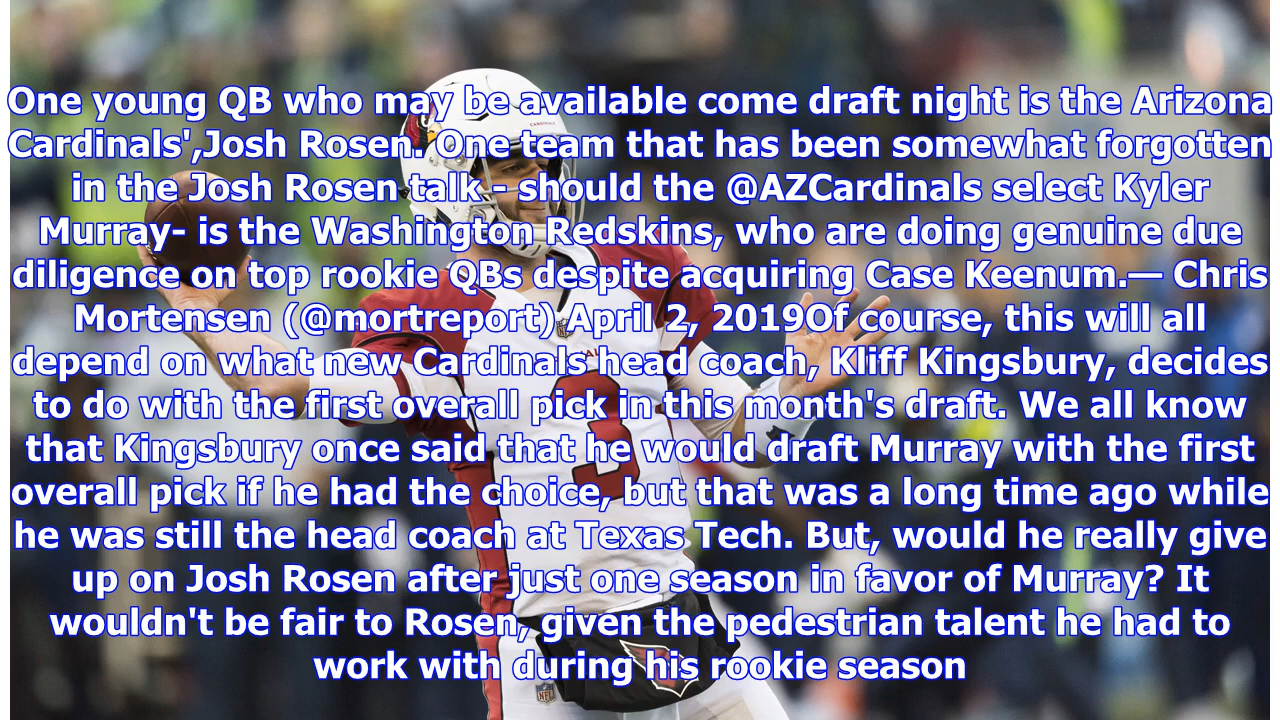 One young QB who may be available come draft night is the Arizona
Cardinals',Josh Rosen. One team that has been somewhat forgotten
in the Josh Rosen talk - should the @AZCardinals select Kyler
Murray- is the Washington Redskins, who are doing genuine due
diligence on top rookie QBs despite acquiring Case Keenum.— Chris
Mortensen (@mortreport) April 2, 2019Of course, this will all
depend on what new Cardinals head coach, Kliff Kingsbury, decides
to do with the first overall pick in this month's draft. We all know
that Kingsbury once said that he would draft Murray with the first
overall pick if he had the choice, but that was a long time ago while
he was still the head coach at Texas Tech. But, would he really give
up on Josh Rosen after just one season in favor of Murray? It
wouldn't be fair to Rosen, given the pedestrian talent he had to
work with during his rookie season
3
NFL